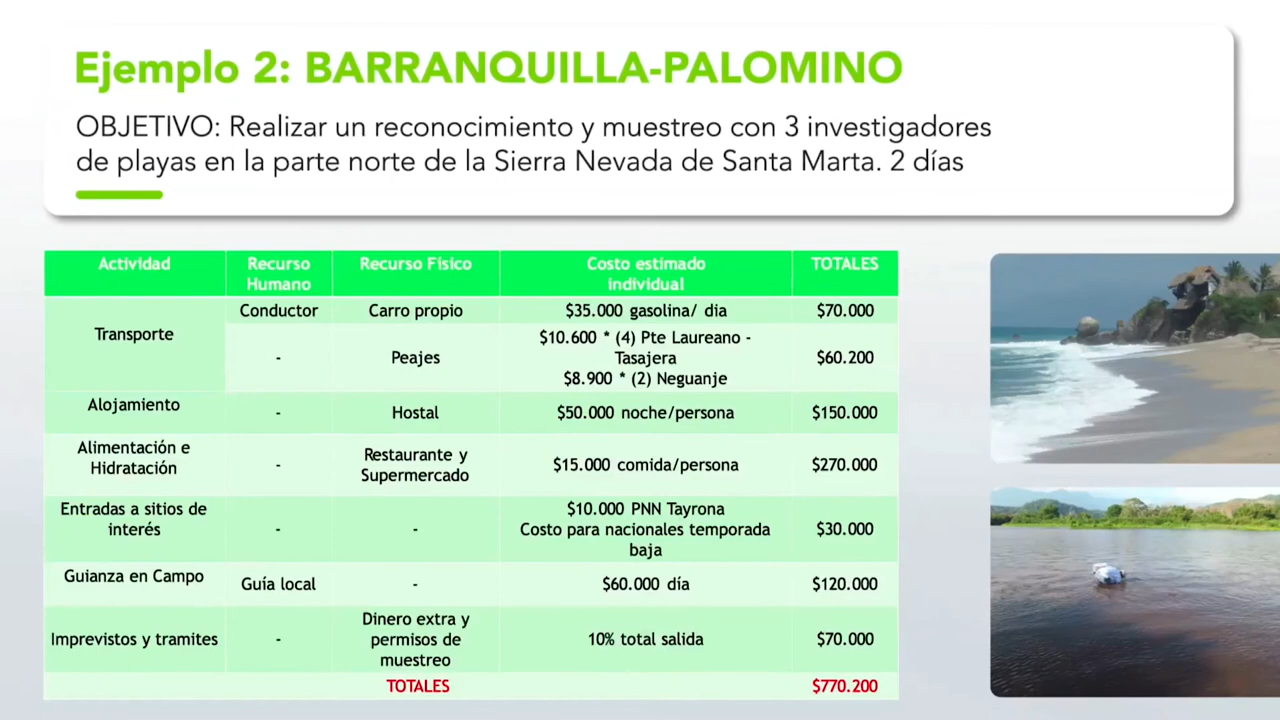 Ejemplo 2: BARRANQUILLA-PALOMINO
OBJETIVO: Realizar un reconocimiento y muestreo con 3 investigadores
de playas en la parte norte de la Sierra Nevada de Santa Marta. 2 días
Actividad
Recurso
Humano
Recurso Físico
Costo estimado
individual
TOTALES
Transporte
Conductor
Carro propio
$35.000 gasolina/ dia
$70.000
-
Peajes
$10.600 * (4) Pte Laureano -
Tasajera
$8.900 * (2) Neguanje
$60.200
Alojamiento
-
Hostal
$50.000 noche/persona
$150.000
Alimentación e
Hidratación
-
Restaurante y
Supermercado
$15.000 comida/persona
$270.000
Entradas a sitios de
interés
-
-
$10.000 PNN Tayrona
Costo para nacionales temporada
baja
$30.000
Guianza en Campo
Guía local
-
$60.000 día
$120.000
Imprevistos y tramites
-
Dinero extra y
permisos de
muestreo
10% total salida
$70.000
TOTALES
$770.200